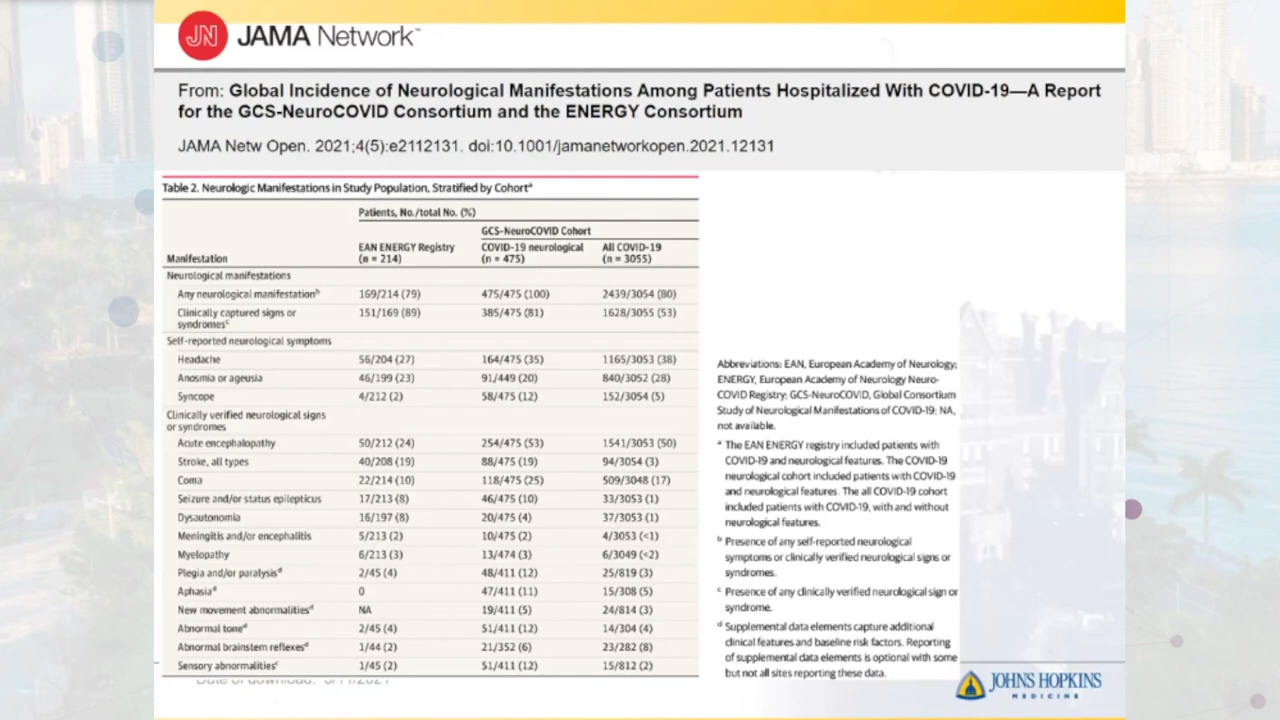 JN JAMA Network™
From: Global Incidence of Neurological Manifestations Among Patients Hospitalized With COVID-19—A Report
for the GCS-NeuroCOVID Consortium and the ENERGY Consortium
JAMA Netw Open. 2021;4(5):e2112131. doi:10.1001/jamanetworkopen.2021.12131
Table 2. Neurologic Manifestations in Study Population, Stratified by Cohortᵃ
Patients, No./total No. (%)
GCS-NeuroCOVID Cohort
EAN ENERGY Registry COVID-19 neurological All COVID-19
Manifestation (n = 214) (n = 475) (n = 3055)
Neurological manifestations
Any neurological manifestationᵇ 169/214 (79) 475/475 (100) 2439/3054 (80)
Clinically captured signs or 151/169 (89) 385/475 (81) 1628/3055 (53)
syndromesᶜ
Self-reported neurological symptoms
Headache 56/204 (27) 164/475 (35) 1165/3053 (38)
Anosmia or ageusia 46/199 (23) 91/449 (20) 840/3052 (28)
Syncope 4/212 (2) 58/475 (12) 152/3054 (5)
Clinically verified neurological signs
or syndromes
Acute encephalopathy 50/212 (24) 254/475 (53) 1541/3053 (50)
Stroke, all types 40/208 (19) 88/475 (19) 94/3054 (3)
Coma 22/214 (10) 118/475 (25) 509/3048 (17)
Seizure and/or status epilepticus 17/213 (8) 46/475 (10) 33/3053 (1)
Dysautonomia 16/197 (8) 20/475 (4) 37/3053 (1)
Meningitis and/or encephalitis 5/213 (2) 10/475 (2) 4/3053 (<1)
Myelopathy 6/213 (3) 13/474 (3) 6/3049 (<2)
Plegia and/or paralysisᵈ 2/45 (4) 48/411 (12) 25/819 (3)
Aphasiaᵈ 0 47/411 (11) 15/308 (5)
New movement abnormalitiesᵈ NA 19/411 (5) 24/814 (3)
Abnormal toneᵈ 2/45 (4) 51/411 (12) 14/304 (4)
Abnormal brainstem reflexesᵈ 1/44 (2) 21/352 (6) 23/282 (8)
Sensory abnormalitiesᶜ 1/45 (2) 51/411 (12) 15/812 (2)
Abbreviations: EAN, European Academy of Neurology;
ENERGY, European Academy of Neurology Neuro-
COVID Registry; GCS-NeuroCOVID, Global Consortium
Study of Neurological Manifestations of COVID-19; NA,
not available.
ᵃ The EAN ENERGY registry included patients with
COVID-19 and neurological features. The COVID-19
neurological cohort included patients with COVID-19
and neurological features. The all COVID-19 cohort
included patients with COVID-19, with and without
neurological features.
ᵇ Presence of any self-reported neurological
symptoms or clinically verified neurological signs or
syndromes.
ᶜ Presence of any clinically verified neurological sign or
syndrome.
ᵈ Supplemental data elements capture additional
clinical features and baseline risk factors. Reporting
of supplemental data elements is optional with some
but not all sites reporting these data.
Date of download:
JOHNS HOPKINS
MEDICINE